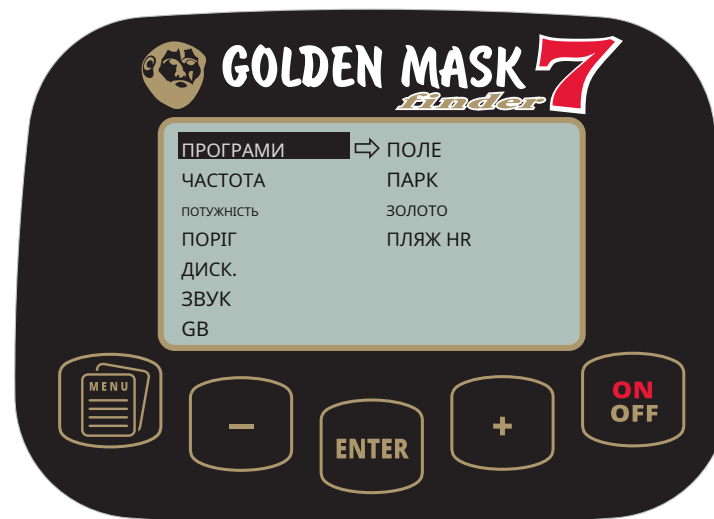 GOLDEN MASK 7
finder
ПРОГРАМИ ПОЛЕ
ЧАСТОТА ПАРК
ПОТУЖНІСТЬ ЗОЛОТО
ПОРІГ ПЛЯЖ HR
ДИСК.
ЗВУК
GB
MENU
–
ENTER
+
ON
OFF